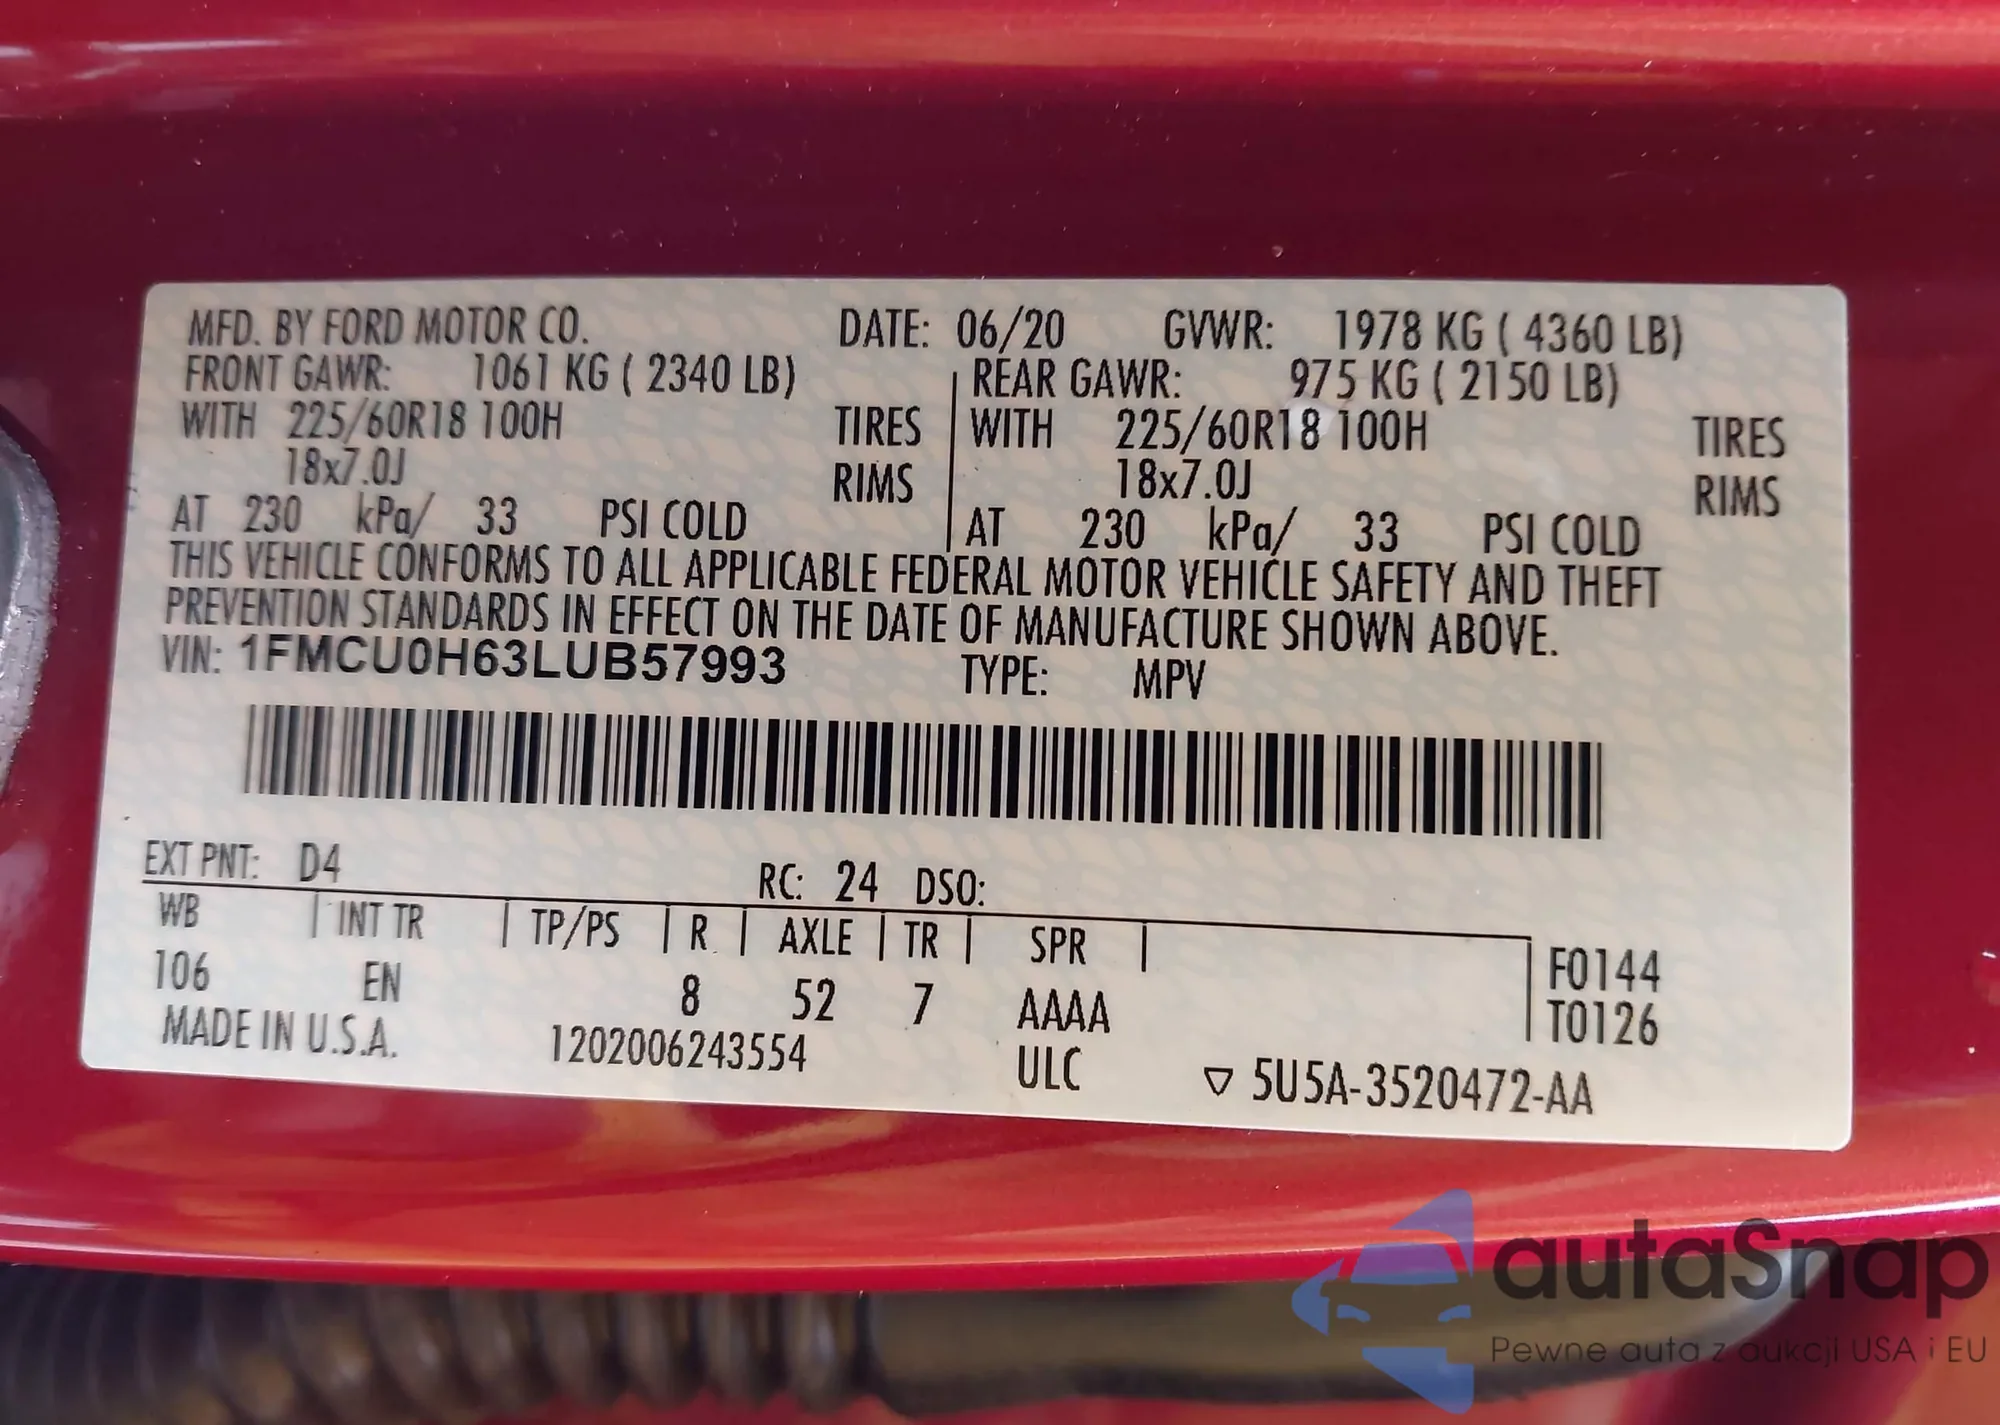 MFD. BY FORD MOTOR CO. DATE: 06/20 GVWR: 1978 KG ( 4360 LB)
FRONT GAWR: 1061 KG ( 2340 LB) REAR GAWR: 975 KG ( 2150 LB)
WITH 225/60R18 100H TIRES WITH 225/60R18 100H TIRES
18x7.0J RIMS 18x7.0J RIMS
AT 230 kPa/ 33 PSI COLD AT 230 kPa/ 33 PSI COLD
THIS VEHICLE CONFORMS TO ALL APPLICABLE FEDERAL MOTOR VEHICLE SAFETY AND THEFT
PREVENTION STANDARDS IN EFFECT ON THE DATE OF MANUFACTURE SHOWN ABOVE.
VIN: 1FMCU0H63LUB57993 TYPE: MPV
EXT PNT: D4 RC: 24 DSO:
WB INT TR TP/PS R AXLE TR SPR
F0144
106 EN 8 52 7 AAAA T0126
MADE IN U.S.A. 1202006243554 ULC ▽ 5U5A-3520472-AA
autaSnap
Pewne auta z aukcji USA i EU